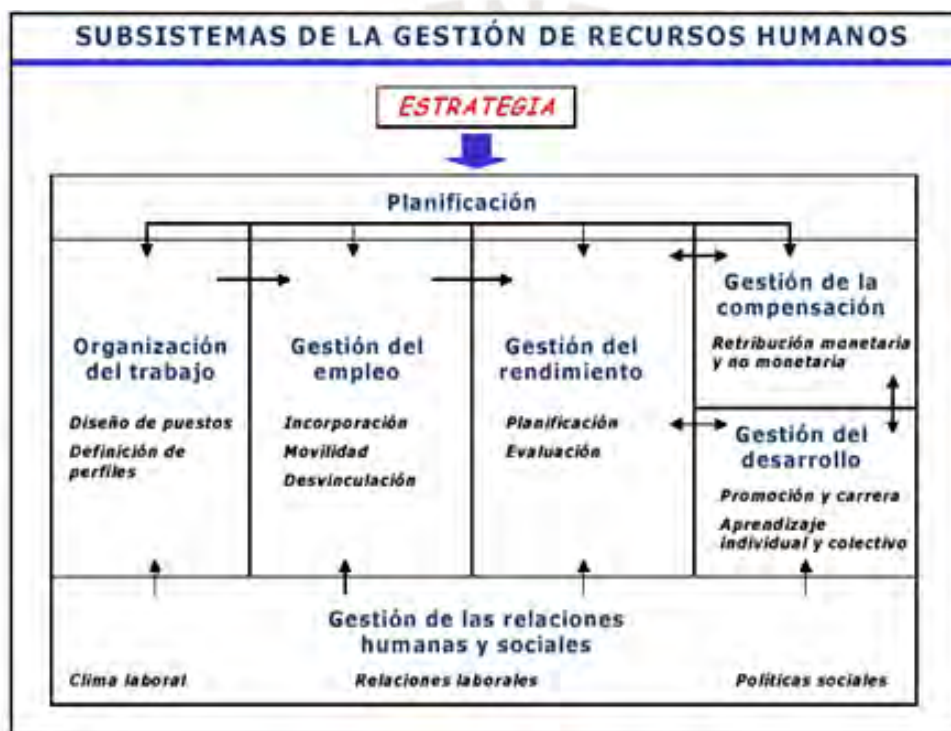 SUBSISTEMAS DE LA GESTIÓN DE RECURSOS HUMANOS
ESTRATEGIA
Planificación
Organización
del trabajo
Diseño de puestos
Definición de
perfiles
Gestión del
empleo
Incorporación
Movilidad
Desvinculación
Gestión del
rendimiento
Planificación
Evaluación
Gestión de la
compensación
Retribución monetaria
y no monetaria
Gestión del
desarrollo
Promoción y carrera
Aprendizaje
individual y colectivo
Gestión de las relaciones
humanas y sociales
Clima laboral
Relaciones laborales
Políticas sociales